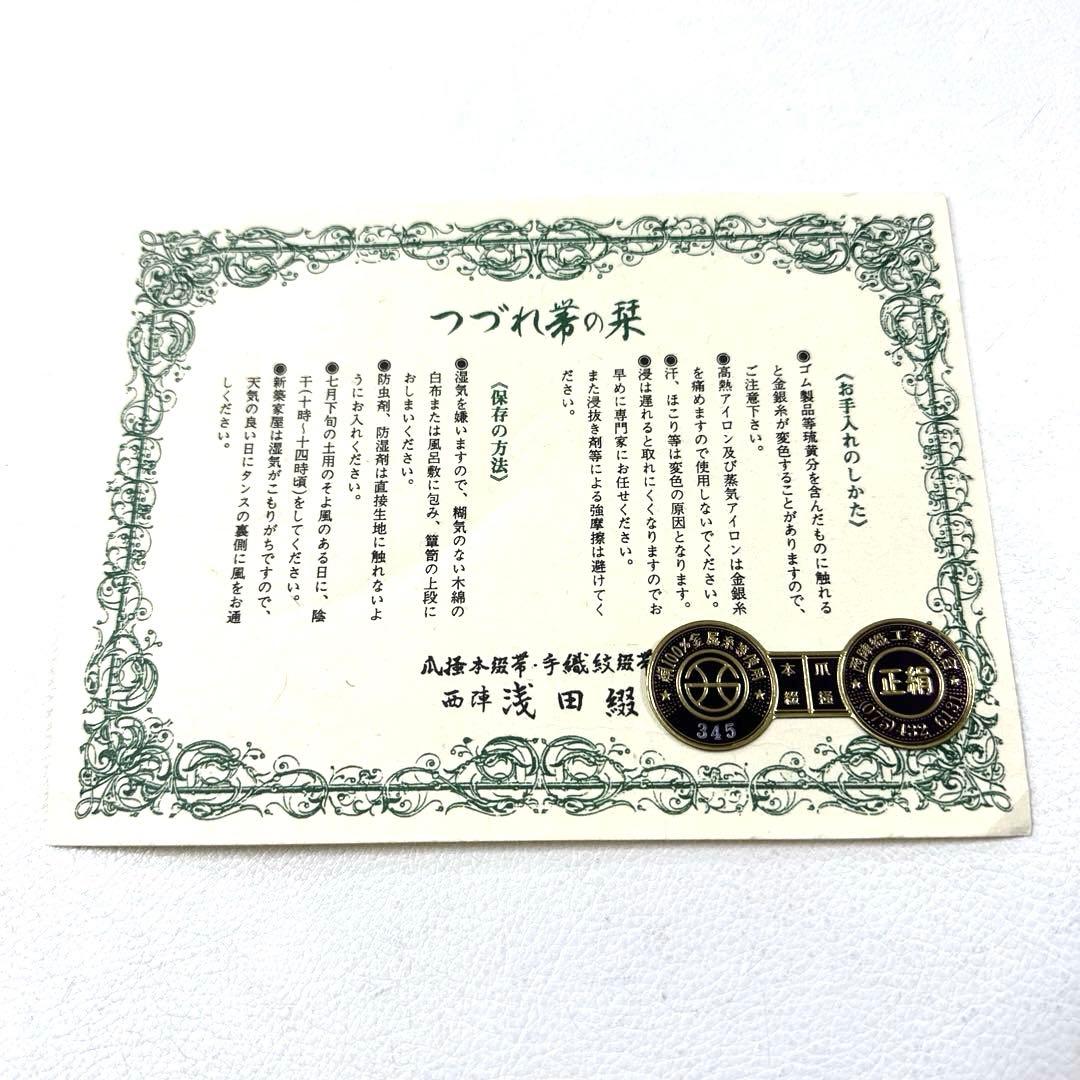 つづれ帯の栞
〈お手入れのしかた〉
◉ゴム製品等硫黄分を含んだものに触れる
と金銀糸が変色することがありますので、
ご注意下さい。
◉高熱アイロン及び蒸気アイロンは金銀糸
を痛めますので使用しないでください。
◉汗、ほこり等は変色の原因となります。
◉浸は遅れると取れにくくなりますのでお
早めに専門家にお任せください。
また浸抜き剤等による強摩擦は避けてく
ださい。
〈保存の方法〉
◉湿気を嫌いますので、糊気のない木綿の
白布または風呂敷に包み、簞笥の上段に
おしまいください。
◉防虫剤、防湿剤は直接生地に触れないよ
うにお入れください。
◉七月下旬の土用のそよ風のある日に、陰
干(十時〜十四時頃)をしてください。
◉新築家屋は湿気がこもりがちですので、
天気の良い日にタンスの裏側に風をお通
しください。
爪掻本綴帯・手織紋綴帯
西陣 浅田綴
345
本綴
爪掻
西陣織工業組合
正絹